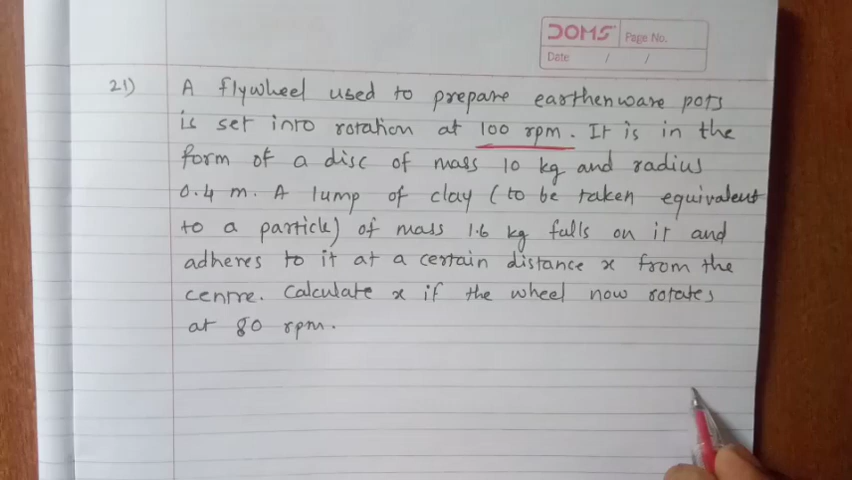 DOMS Page No.
Date / /
21) A flywheel used to prepare earthenware pots
is set into rotation at 100 rpm. It is in the
form of a disc of mass 10 kg and radius
0.4 m. A lump of clay (to be taken equivalent
to a particle) of mass 1.6 kg falls on it and
adheres to it at a certain distance x from the
centre. Calculate x if the wheel now rotates
at 80 rpm.